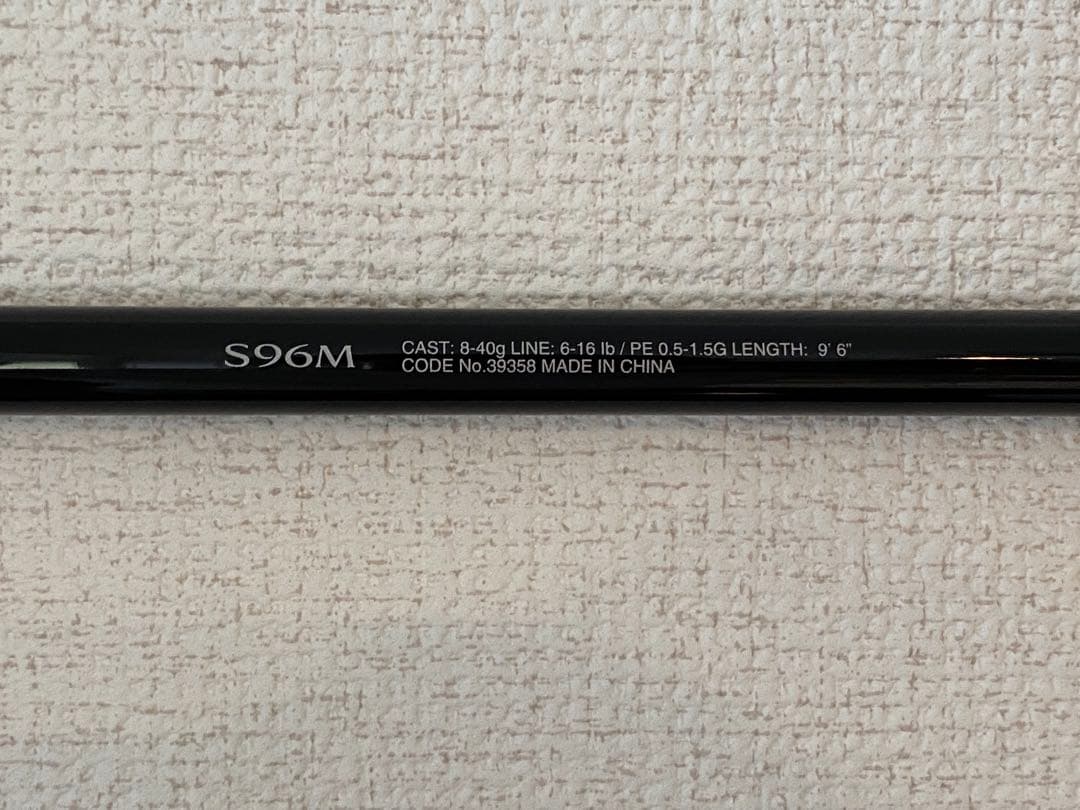 S96M
CAST: 8-40g LINE: 6-16 lb / PE 0.5-1.5G LENGTH: 9' 6"
CODE No.39358 MADE IN CHINA